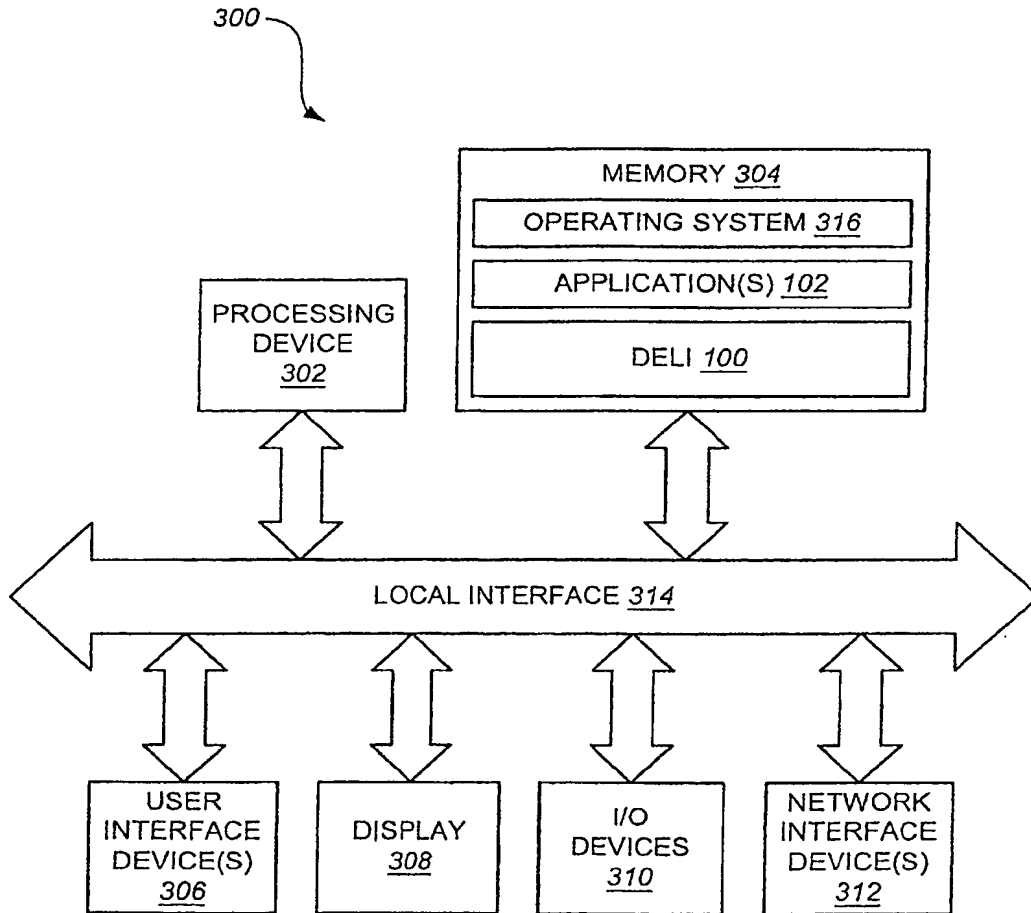 300
MEMORY 304
OPERATING SYSTEM 316
APPLICATION(S) 102
DELI 100
PROCESSING
DEVICE
302
LOCAL INTERFACE 314
USER
INTERFACE
DEVICE(S)
306
DISPLAY
308
I/O
DEVICES
310
NETWORK
INTERFACE
DEVICE(S)
312